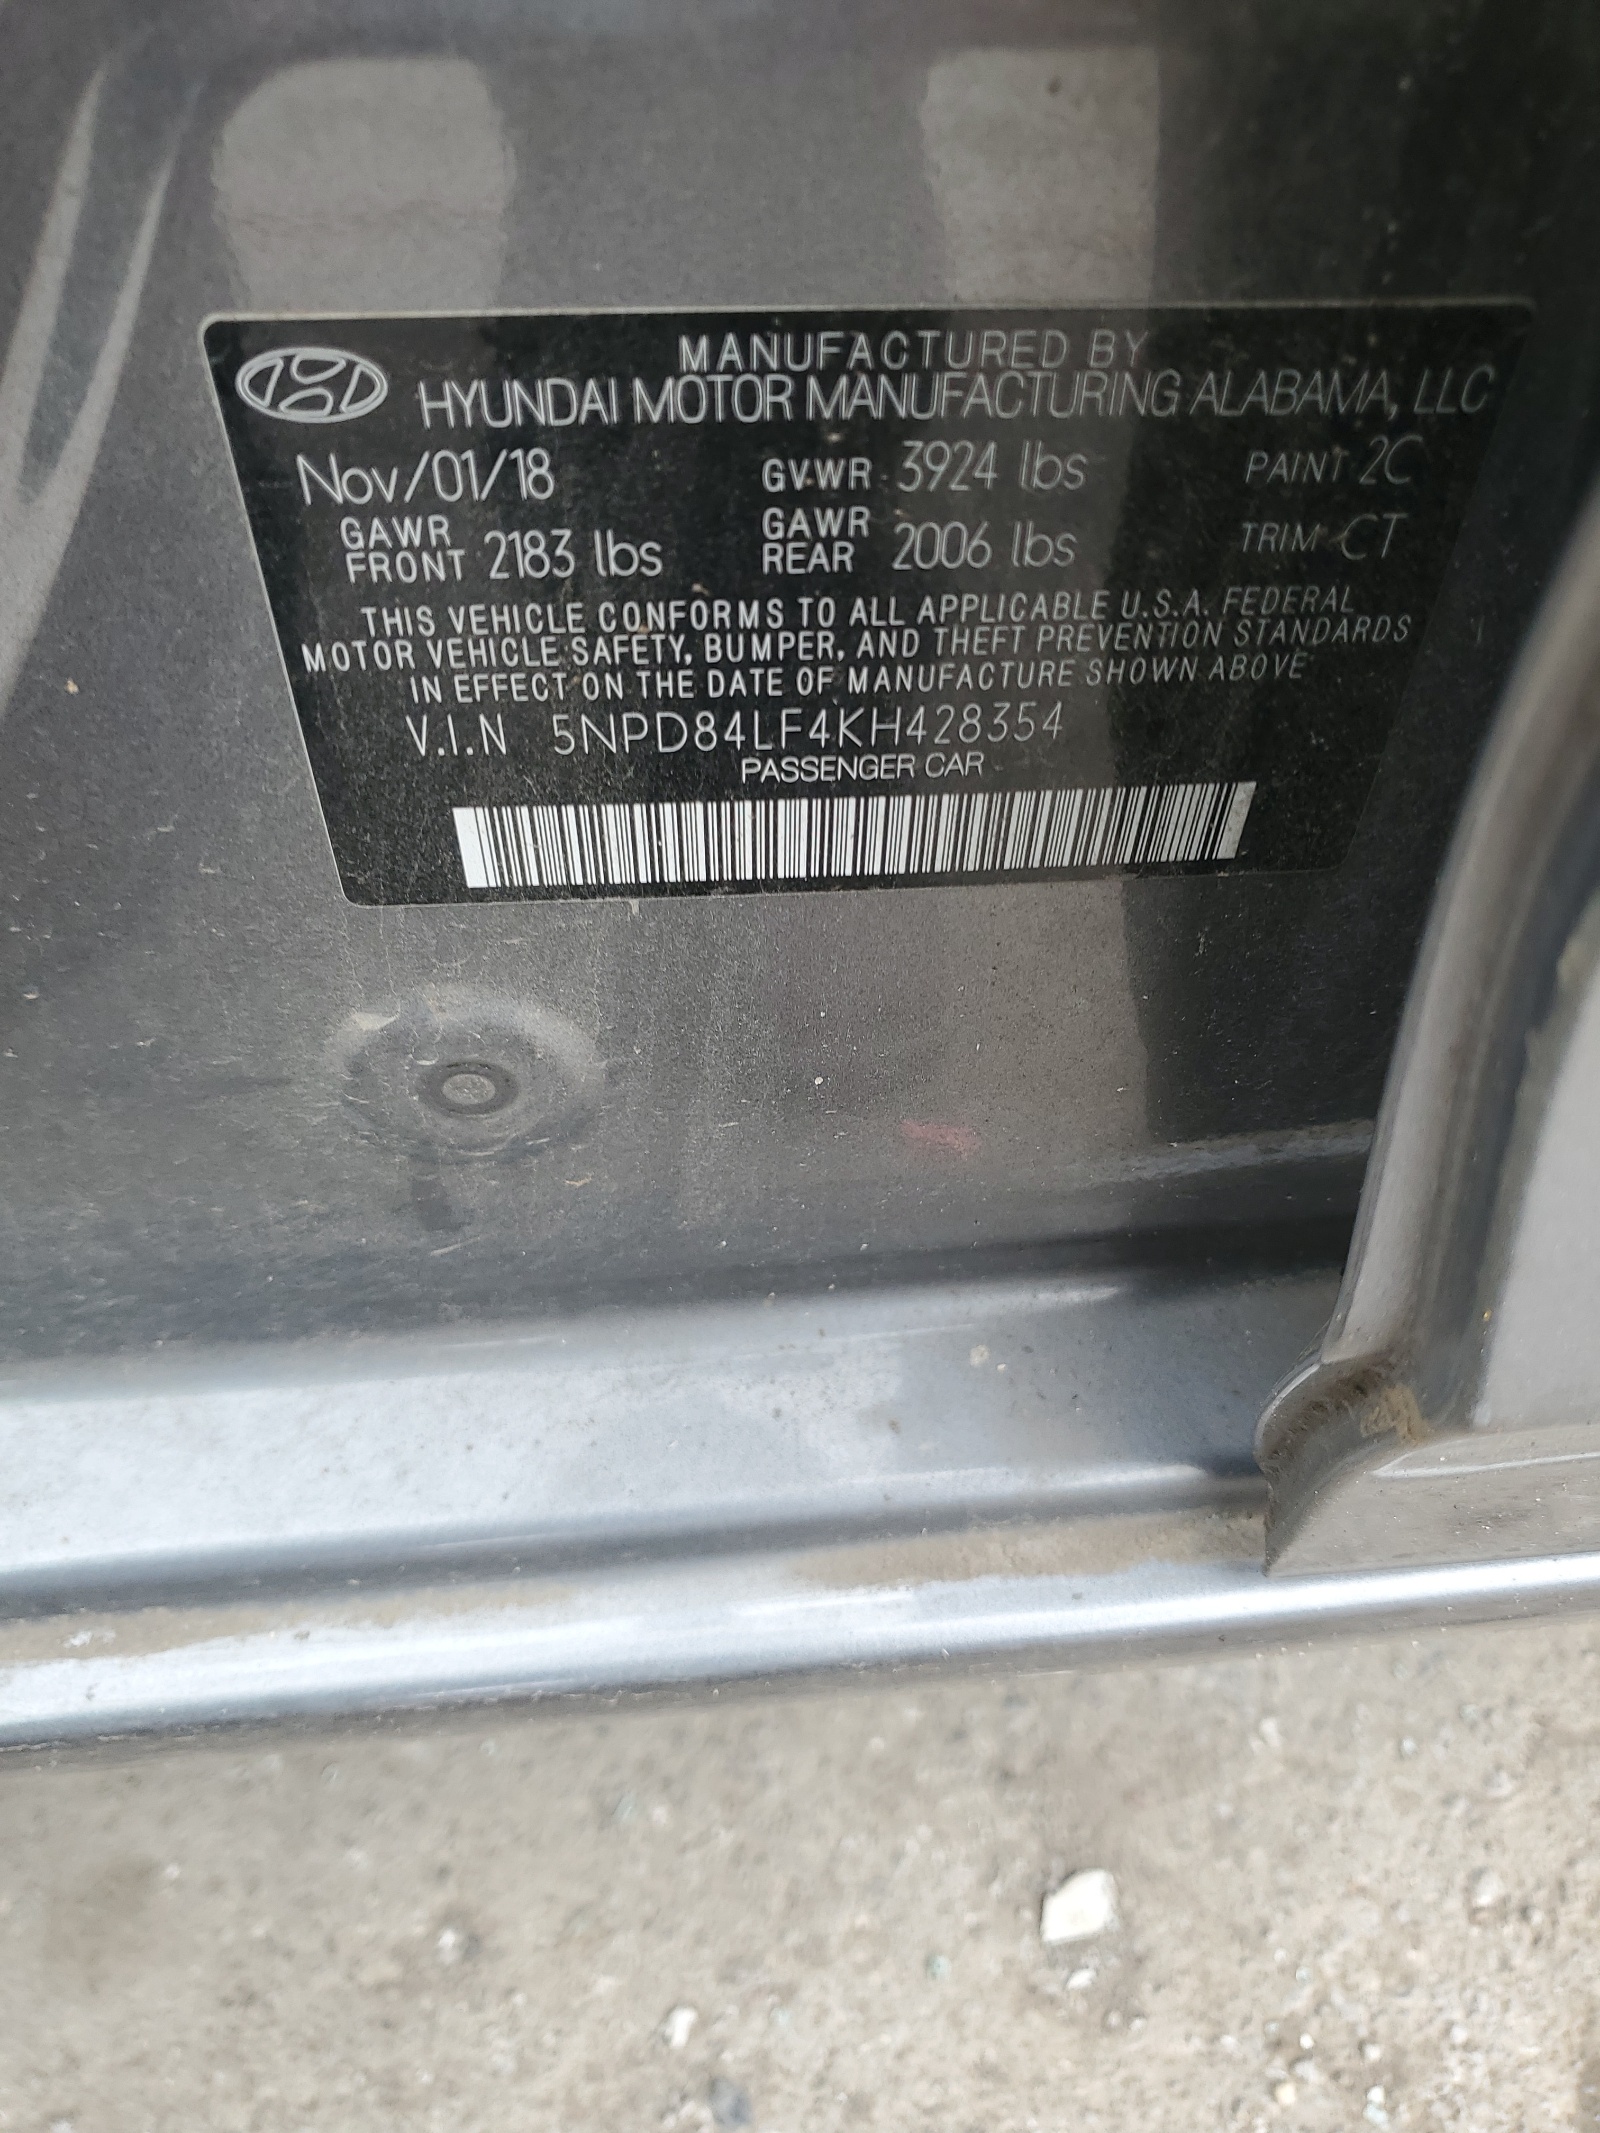 MANUFACTURED BY
HYUNDAI MOTOR MANUFACTURING ALABAMA, LLC
Nov/01/18 GVWR 3924 lbs PAINT 2C
GAWR FRONT 2183 lbs GAWR REAR 2006 lbs TRIM CT
THIS VEHICLE CONFORMS TO ALL APPLICABLE U.S.A. FEDERAL
MOTOR VEHICLE SAFETY, BUMPER, AND THEFT PREVENTION STANDARDS
IN EFFECT ON THE DATE OF MANUFACTURE SHOWN ABOVE
V.I.N 5NPD84LF4KH428354
PASSENGER CAR